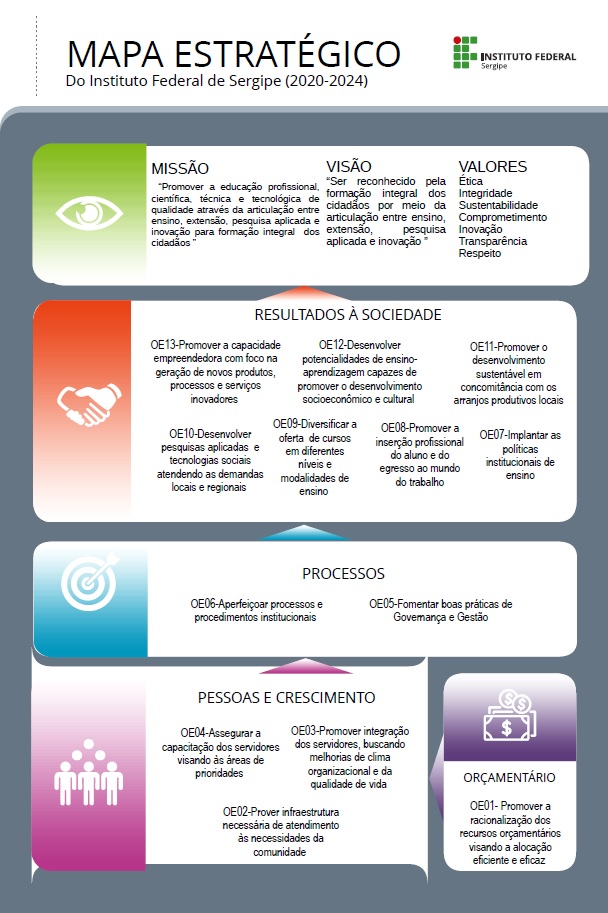 MAPA ESTRATÉGICO
Do Instituto Federal de Sergipe (2020-2024)
INSTITUTO FEDERAL
Sergipe
MISSÃO
“Promover a educação profissional,
científica, técnica e tecnológica de
qualidade através da articulação entre
ensino, extensão, pesquisa aplicada e
inovação para formação integral dos
cidadãos ”
VISÃO
“Ser reconhecido pela
formação integral dos
cidadãos por meio da
articulação entre ensino,
extensão, pesquisa
aplicada e inovação ”
VALORES
Ética
Integridade
Sustentabilidade
Comprometimento
Inovação
Transparência
Respeito
RESULTADOS À SOCIEDADE
OE13-Promover a capacidade
empreendedora com foco na
geração de novos produtos,
processos e serviços
inovadores
OE12-Desenvolver
potencialidades de ensino-
aprendizagem capazes de
promover o desenvolvimento
socioeconômico e cultural
OE11-Promover o
desenvolvimento
sustentável em
concomitância com os
arranjos produtivos locais
OE10-Desenvolver
pesquisas aplicadas e
tecnologias sociais
atendendo as demandas
locais e regionais
OE09-Diversificar a
oferta de cursos
em diferentes
níveis e
modalidades de
ensino
OE08-Promover a
inserção profissional
do aluno e do
egresso ao mundo
do trabalho
OE07-Implantar as
políticas
institucionais de
ensino
PROCESSOS
OE06-Aperfeiçoar processos e
procedimentos institucionais
OE05-Fomentar boas práticas de
Governança e Gestão
PESSOAS E CRESCIMENTO
OE04-Assegurar a
capacitação dos servidores
visando às áreas de
prioridades
OE03-Promover integração
dos servidores, buscando
melhorias de clima
organizacional e da
qualidade de vida
OE02-Prover infraestrutura
necessária de atendimento
às necessidades da
comunidade
ORÇAMENTÁRIO
OE01- Promover a
racionalização dos
recursos orçamentários
visando a alocação
eficiente e eficaz